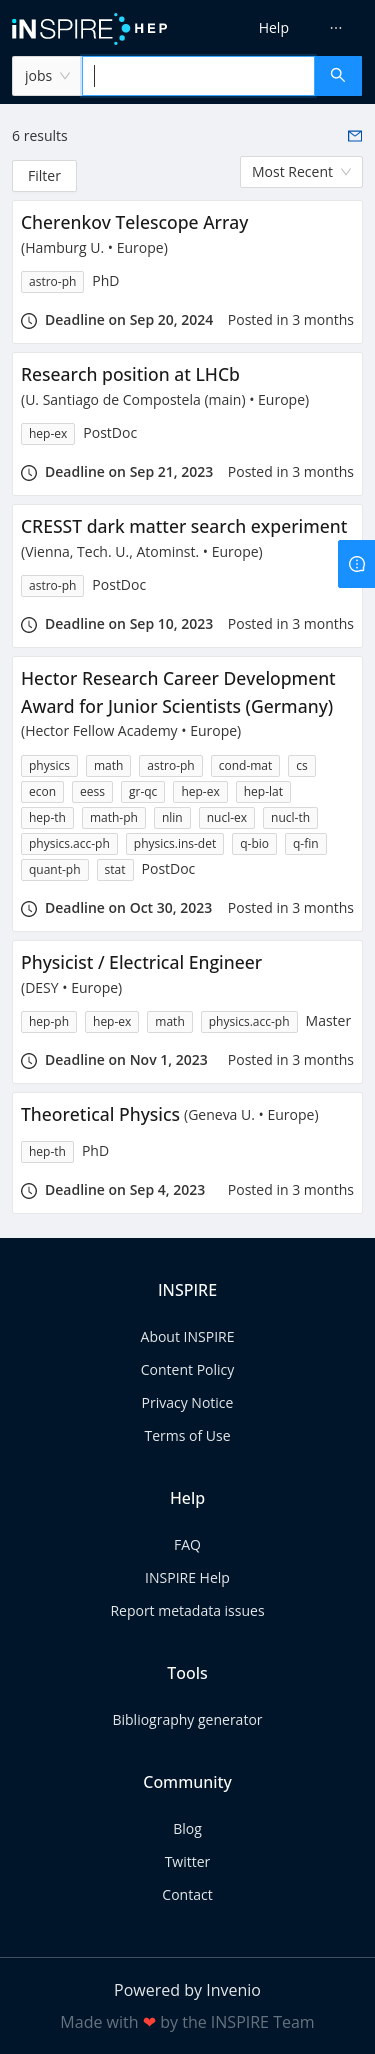 INSPIRE HEP
Help
···
jobs
6 results
Filter
Most Recent
Cherenkov Telescope Array
(Hamburg U. • Europe)
astro-ph PhD
Deadline on Sep 20, 2024 Posted in 3 months
Research position at LHCb
(U. Santiago de Compostela (main) • Europe)
hep-ex PostDoc
Deadline on Sep 21, 2023 Posted in 3 months
CRESST dark matter search experiment
(Vienna, Tech. U., Atominst. • Europe)
astro-ph PostDoc
Deadline on Sep 10, 2023 Posted in 3 months
Hector Research Career Development
Award for Junior Scientists (Germany)
(Hector Fellow Academy • Europe)
physics math astro-ph cond-mat cs
econ eess gr-qc hep-ex hep-lat
hep-th math-ph nlin nucl-ex nucl-th
physics.acc-ph physics.ins-det q-bio q-fin
quant-ph stat PostDoc
Deadline on Oct 30, 2023 Posted in 3 months
Physicist / Electrical Engineer
(DESY • Europe)
hep-ph hep-ex math physics.acc-ph Master
Deadline on Nov 1, 2023 Posted in 3 months
Theoretical Physics (Geneva U. • Europe)
hep-th PhD
Deadline on Sep 4, 2023 Posted in 3 months
INSPIRE
About INSPIRE
Content Policy
Privacy Notice
Terms of Use
Help
FAQ
INSPIRE Help
Report metadata issues
Tools
Bibliography generator
Community
Blog
Twitter
Contact
Powered by Invenio
Made with ❤ by the INSPIRE Team